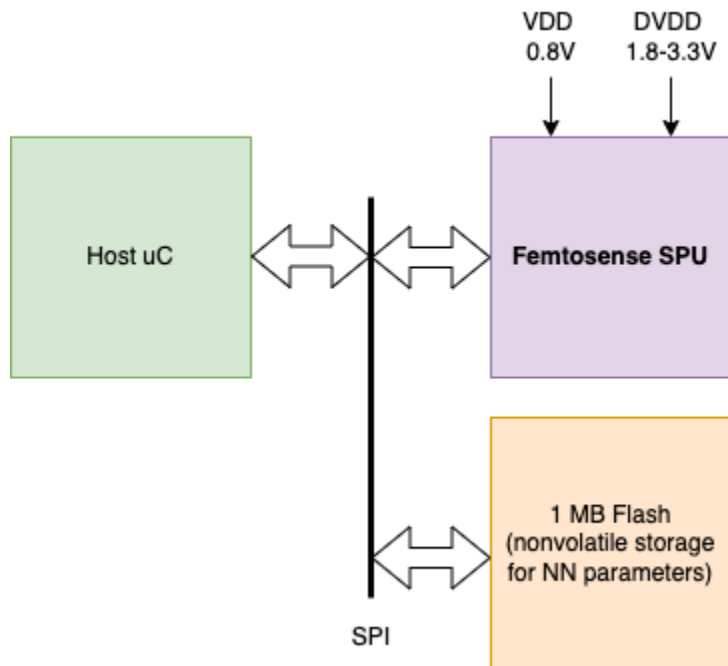 VDD
0.8V
DVDD
1.8-3.3V
Host uC
Femtosense SPU
1 MB Flash
(nonvolatile storage
for NN parameters)
SPI